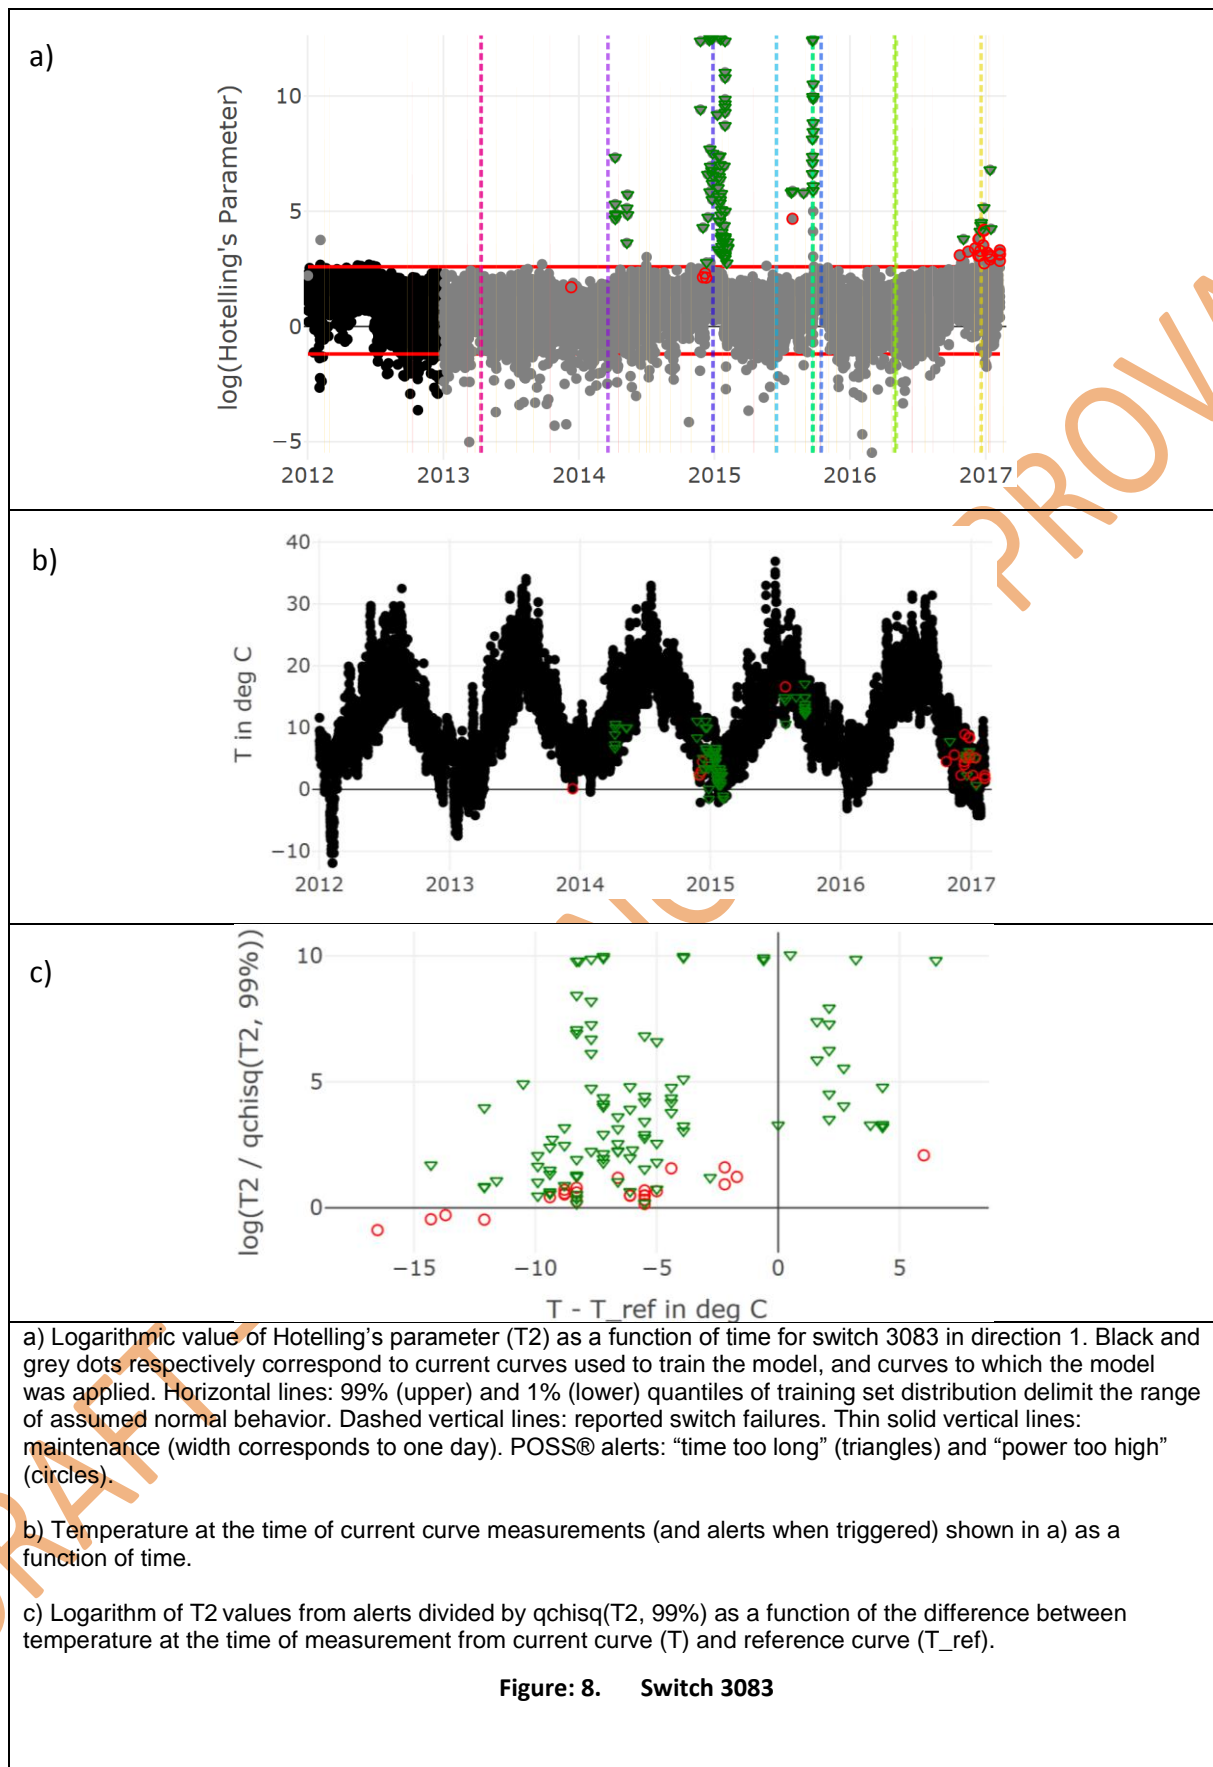 a)
log(Hotelling's Parameter)
10
5
0
−5
2012 2013 2014 2015 2016 2017
b)
T in deg C
40
30
20
10
0
−10
2012 2013 2014 2015 2016 2017
c)
log(T2 / qchisq(T2, 99%))
10
5
0
−15 −10 −5 0 5
T - T_ref in deg C
a) Logarithmic value of Hotelling's parameter (T2) as a function of time for switch 3083 in direction 1. Black and
grey dots respectively correspond to current curves used to train the model, and curves to which the model
was applied. Horizontal lines: 99% (upper) and 1% (lower) quantiles of training set distribution delimit the range
of assumed normal behavior. Dashed vertical lines: reported switch failures. Thin solid vertical lines:
maintenance (width corresponds to one day). POSS® alerts: “time too long” (triangles) and “power too high”
(circles).
b) Temperature at the time of current curve measurements (and alerts when triggered) shown in a) as a
function of time.
c) Logarithm of T2 values from alerts divided by qchisq(T2, 99%) as a function of the difference between
temperature at the time of measurement from current curve (T) and reference curve (T_ref).
Figure: 8. Switch 3083
DRAFT